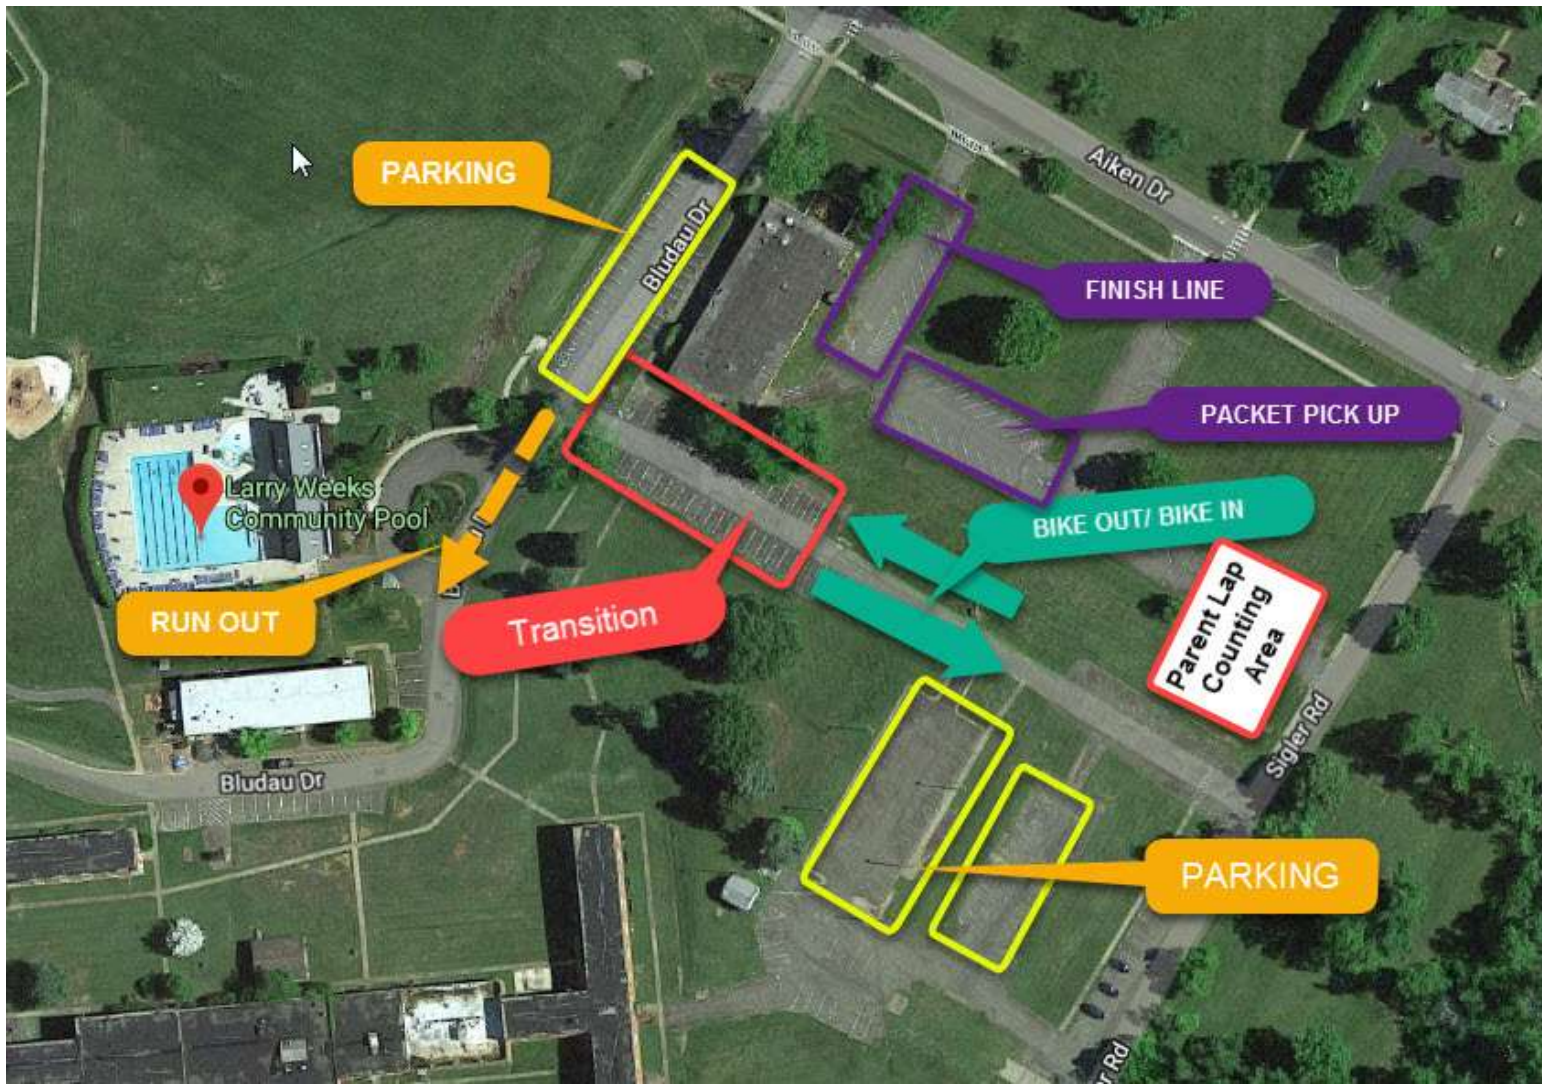 Aiken Dr
PARKING
Bludau Dr
FINISH LINE
PACKET PICK UP
Larry Weeks
Community Pool
BIKE OUT/ BIKE IN
Parent Lap
Counting
Area
RUN OUT
Transition
Sigler Rd
Bludau Dr
PARKING